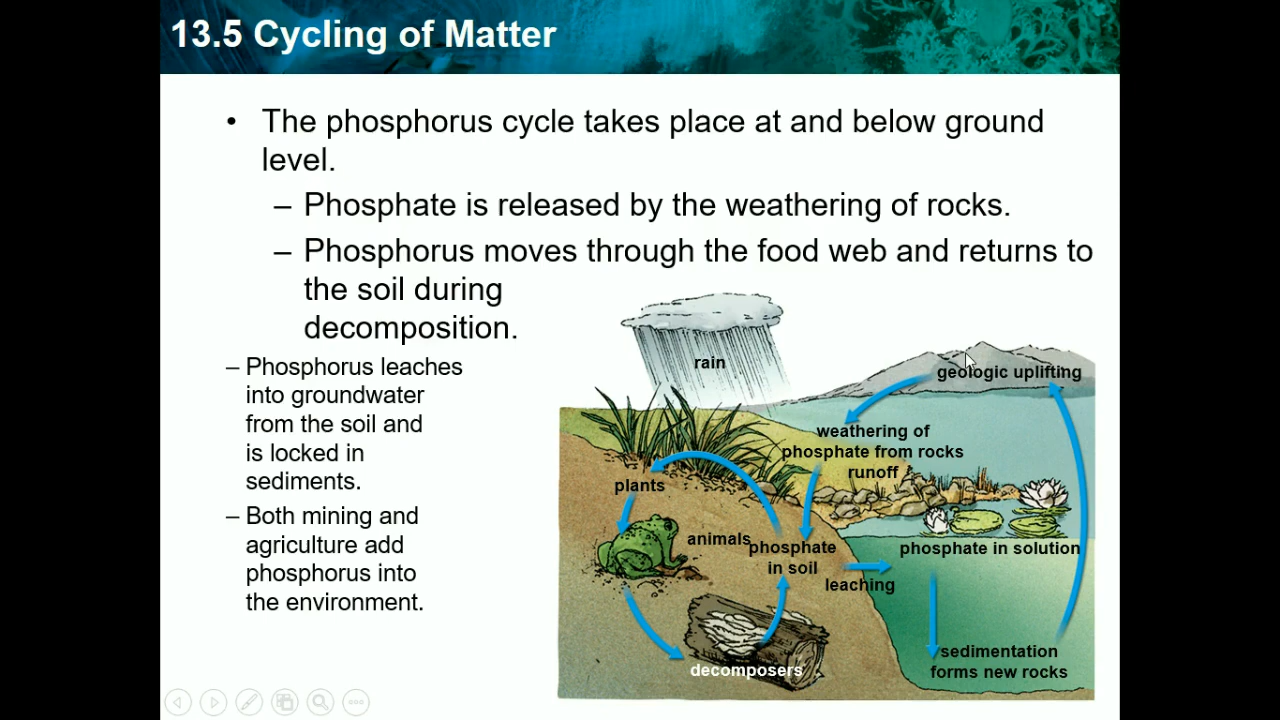 13.5 Cycling of Matter
• The phosphorus cycle takes place at and below ground
level.
– Phosphate is released by the weathering of rocks.
– Phosphorus moves through the food web and returns to
the soil during
decomposition.
– Phosphorus leaches
into groundwater
from the soil and
is locked in
sediments.
– Both mining and
agriculture add
phosphorus into
the environment.
rain
geologic uplifting
weathering of
phosphate from rocks
runoff
plants
animals
phosphate
in soil
leaching
phosphate in solution
decomposers
sedimentation
forms new rocks